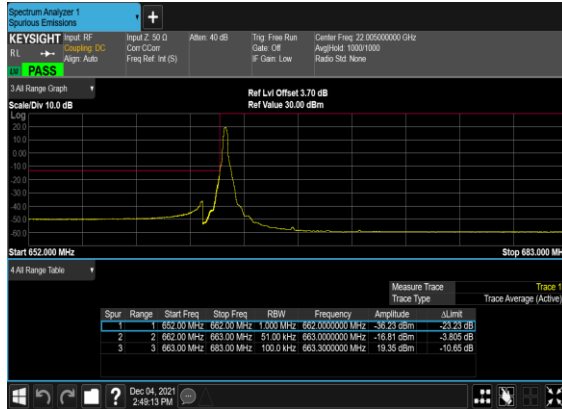 Spectrum Analyzer 1
Spurious Emissions
+
KEYSIGHT Input: RF Input Z: 50 Ω Atten: 40 dB Trig: Free Run Center Freq: 22.005000000 GHz
R L Coupling: DC Corr CCorr Gate: Off Avg|Hold: 1000/1000
Align: Auto Freq Ref: Int (S) IF Gain: Low Radio Std: None
PASS
3 All Range Graph
Ref Lvl Offset 3.70 dB
Scale/Div 10.0 dB Ref Value 30.00 dBm
Log
20.0
10.0
0.00
-10.0
-20.0
-30.0
-40.0
-50.0
-60.0
Start 652.000 MHz Stop 683.000 MHz
4 All Range Table
Measure Trace Trace 1
Trace Type Trace Average (Active)
Spur Range Start Freq Stop Freq RBW Frequency Amplitude ΔLimit
1 1 652.00 MHz 662.00 MHz 1.000 MHz 662.0000000 MHz -36.23 dBm -23.23 dB
2 2 662.00 MHz 663.00 MHz 51.00 kHz 663.0000000 MHz -16.81 dBm -3.805 dB
3 3 663.00 MHz 683.00 MHz 100.0 kHz 663.3000000 MHz 19.35 dBm -10.65 dB
? Dec 04, 2021
2:49:13 PM